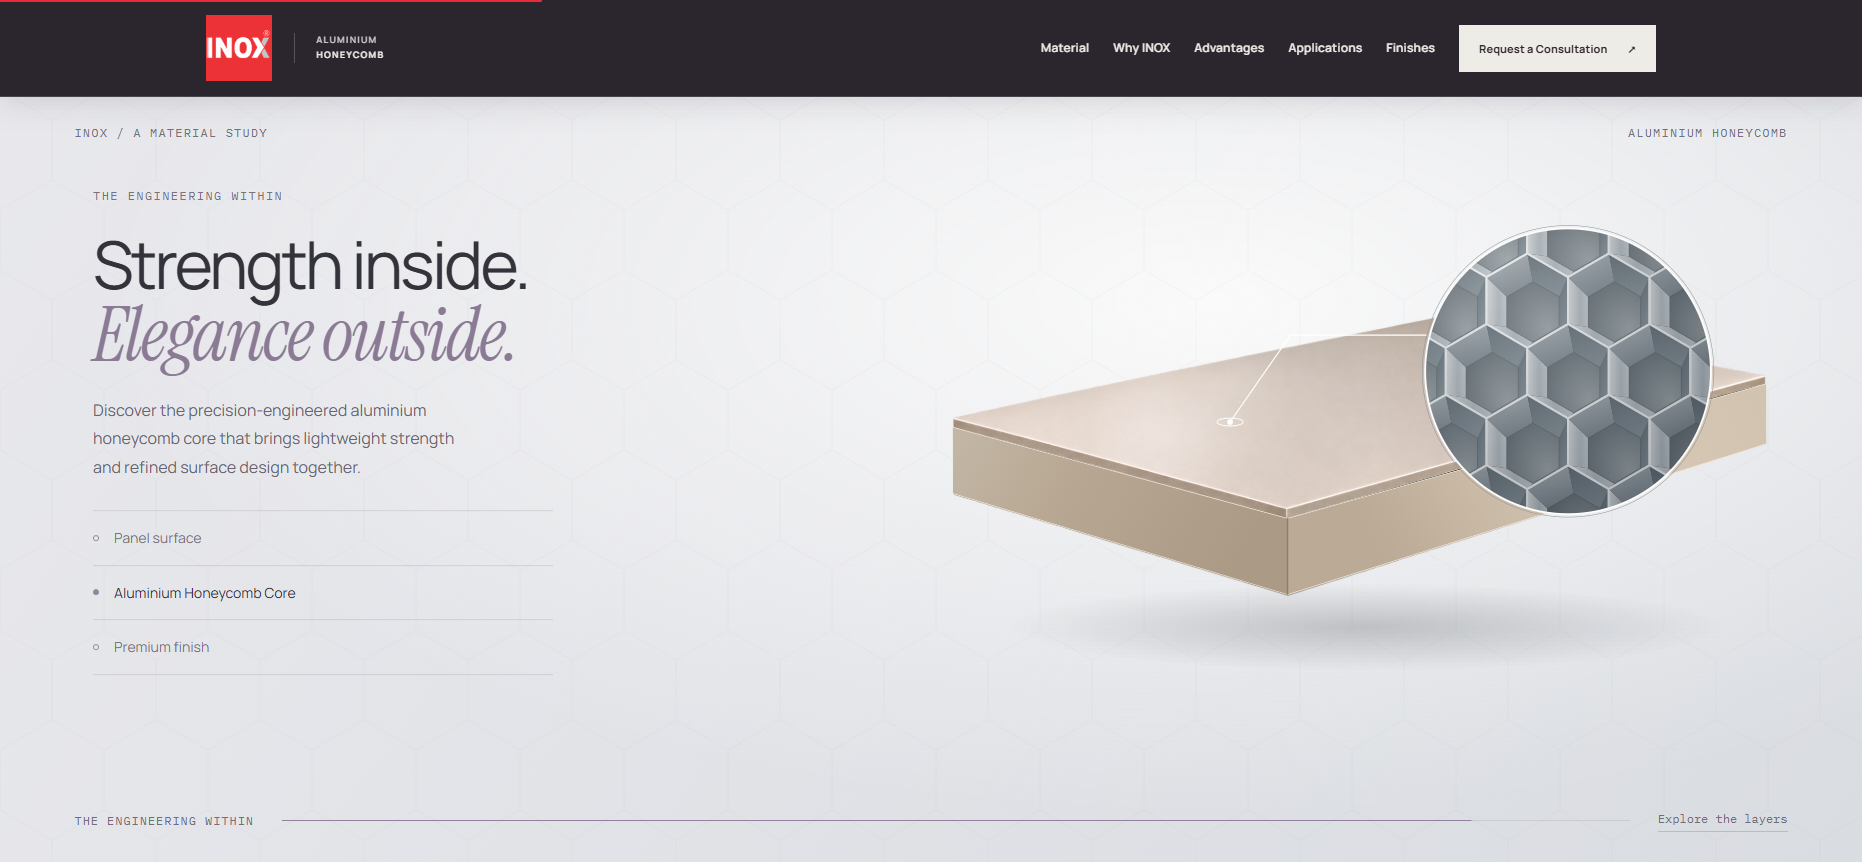 INOX®
ALUMINIUM
HONEYCOMB
Material
Why INOX
Advantages
Applications
Finishes
Request a Consultation ↗
INOX / A MATERIAL STUDY
ALUMINIUM HONEYCOMB
THE ENGINEERING WITHIN
Strength inside.
Elegance outside.
Discover the precision-engineered aluminium
honeycomb core that brings lightweight strength
and refined surface design together.
Panel surface
Aluminium Honeycomb Core
Premium finish
THE ENGINEERING WITHIN
Explore the layers